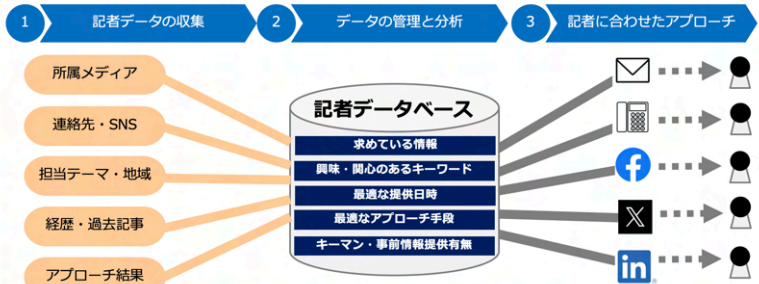 1 記者データの収集
2 データの管理と分析
3 記者に合わせたアプローチ
所属メディア
連絡先・SNS
担当テーマ・地域
経歴・過去記事
アプローチ結果
記者データベース
求めている情報
興味・関心のあるキーワード
最適な提供日時
最適なアプローチ手段
キーマン・事前情報提供有無
f
X
in